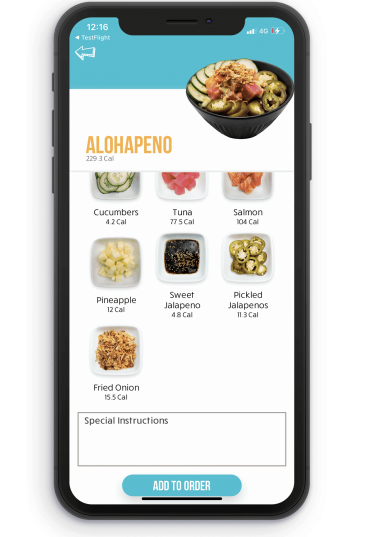 12:16
4G
◀ TestFlight
ALOHAPENO
229.3 Cal
Cucumbers
4.2 Cal
Tuna
77.5 Cal
Salmon
104 Cal
Pineapple
12 Cal
Sweet
Jalapeno
4.8 Cal
Pickled
Jalapenos
11.3 Cal
Fried Onion
15.5 Cal
Special Instructions
ADD TO ORDER